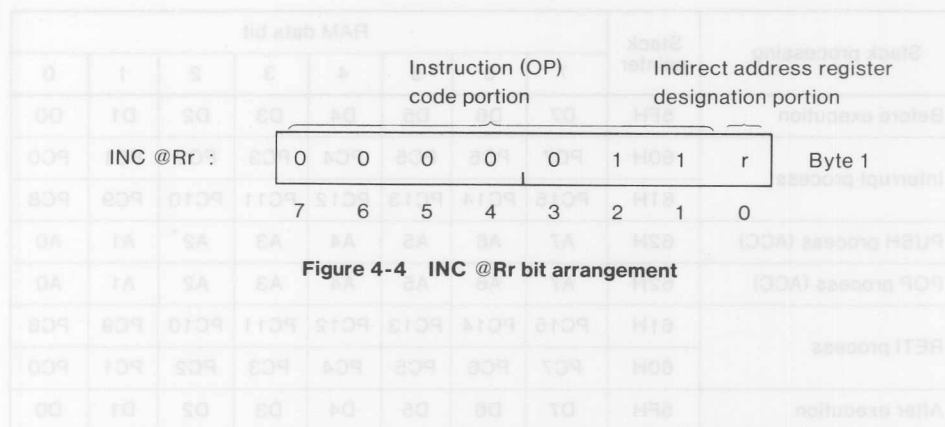 Instruction (OP) Indirect address register
code portion designation portion
INC @Rr : 0 0 0 0 0 1 1 r Byte 1
7 6 5 4 3 2 1 0
Figure 4-4 INC @Rr bit arrangement